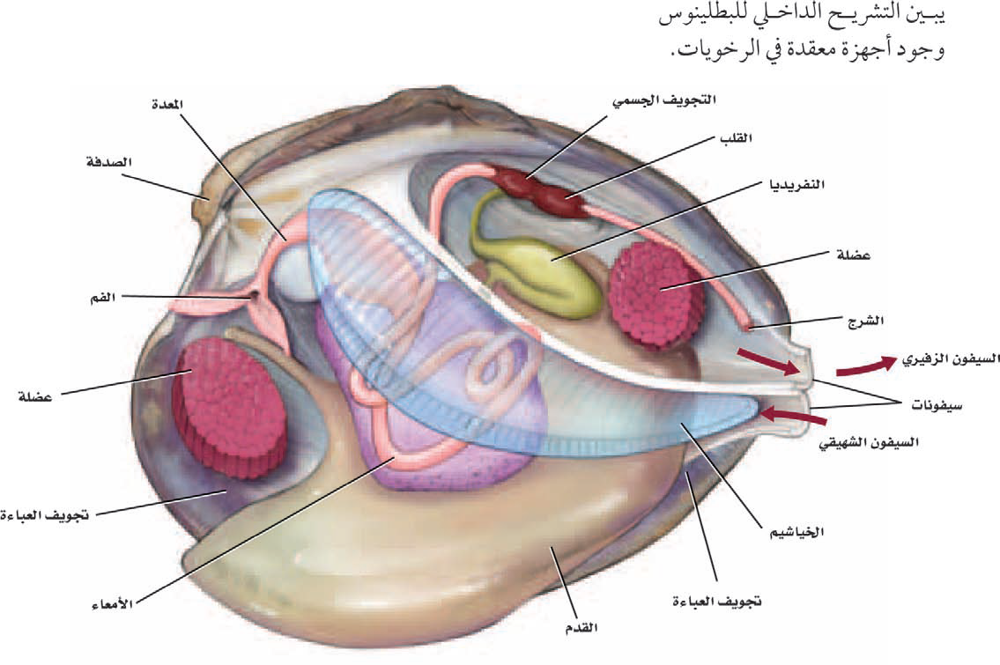 يبين التشريح الداخلي للبطلينوس
وجود أجهزة معقدة في الرخويات.
التجويف الجسمي
المعدة
القلب
الصدفة
النفريديا
عضلة
الفم
الشرج
السيفون الزفيري
عضلة
سيفونات
السيفون الشهيقي
تجويف العباءة
الخياشيم
تجويف العباءة
الأمعاء
القدم